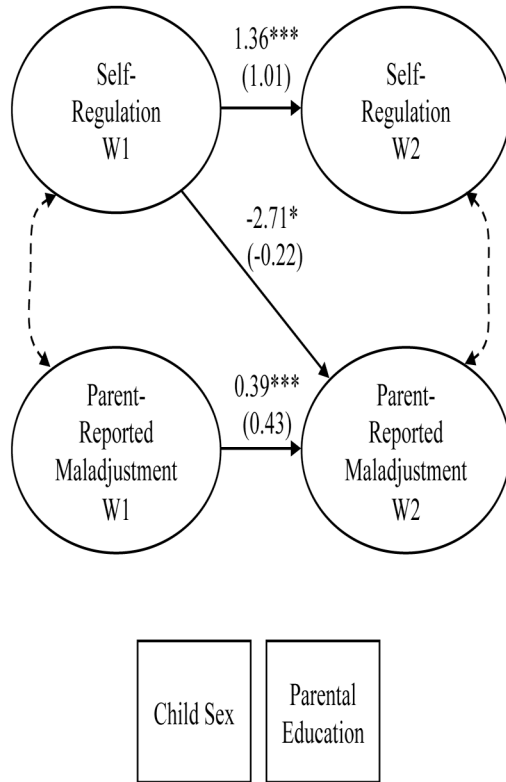 1.36***
(1.01)
Self-
Regulation
W1
Self-
Regulation
W2
-2.71*
(-0.22)
0.39***
(0.43)
Parent-
Reported
Maladjustment
W1
Parent-
Reported
Maladjustment
W2
Child Sex
Parental
Education